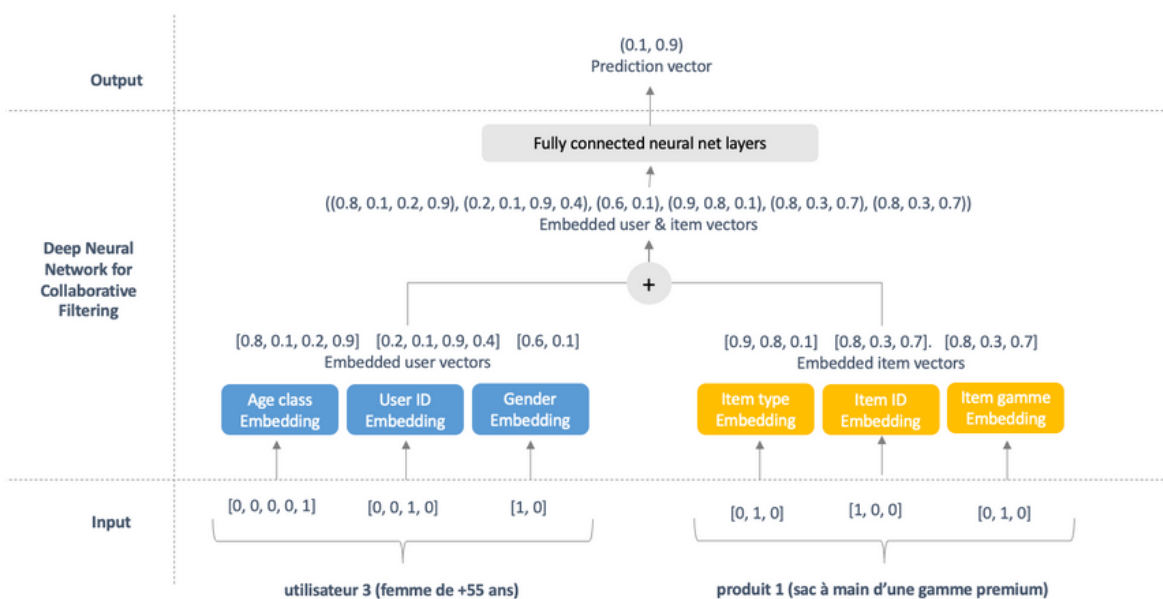 (0.1, 0.9)
Prediction vector
Output
Fully connected neural net layers
((0.8, 0.1, 0.2, 0.9), (0.2, 0.1, 0.9, 0.4), (0.6, 0.1), (0.9, 0.8, 0.1), (0.8, 0.3, 0.7), (0.8, 0.3, 0.7))
Embedded user & item vectors
Deep Neural
Network for
Collaborative
Filtering
+
[0.8, 0.1, 0.2, 0.9] [0.2, 0.1, 0.9, 0.4] [0.6, 0.1]
Embedded user vectors
[0.9, 0.8, 0.1] [0.8, 0.3, 0.7]. [0.8, 0.3, 0.7]
Embedded item vectors
Age class
Embedding
User ID
Embedding
Gender
Embedding
Item type
Embedding
Item ID
Embedding
Item gamme
Embedding
Input
[0, 0, 0, 0, 1] [0, 0, 1, 0] [1, 0]
[0, 1, 0] [1, 0, 0] [0, 1, 0]
utilisateur 3 (femme de +55 ans)
produit 1 (sac à main d'une gamme premium)